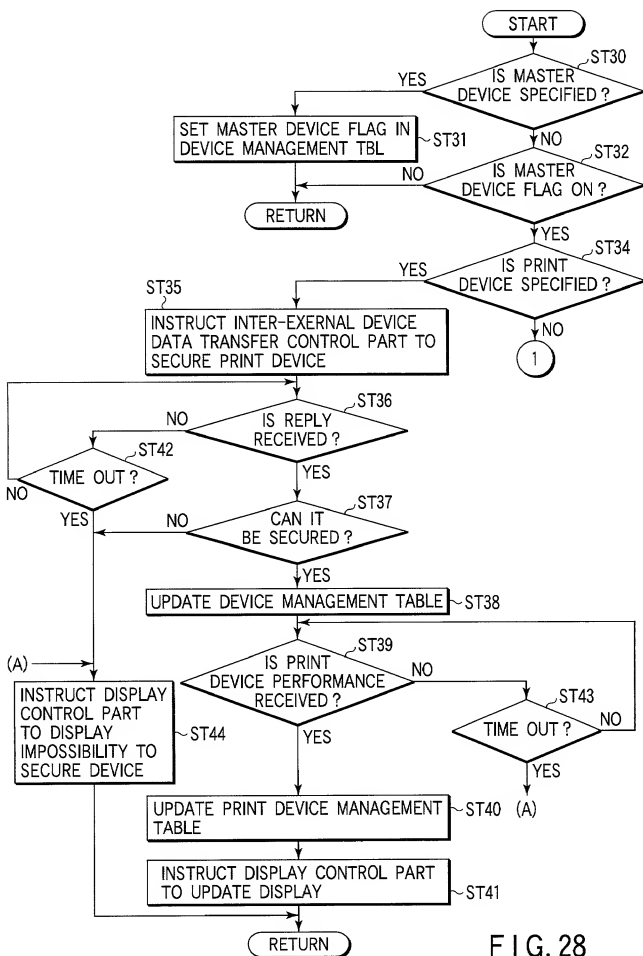 START
ST30
YES
IS MASTER
DEVICE SPECIFIED?
SET MASTER DEVICE FLAG IN
DEVICE MANAGEMENT TBL
ST31
NO
ST32
NO
IS MASTER
DEVICE FLAG ON?
RETURN
YES
ST34
YES
IS PRINT
DEVICE SPECIFIED?
ST35
INSTRUCT INTER-EXERNAL DEVICE
DATA TRANSFER CONTROL PART TO
SECURE PRINT DEVICE
NO
1
ST36
NO
IS REPLY
RECEIVED?
ST42
TIME OUT?
NO
YES
YES
ST37
NO
CAN IT
BE SECURED?
YES
UPDATE DEVICE MANAGEMENT TABLE
ST38
ST39
(A)
IS PRINT
DEVICE PERFORMANCE
RECEIVED?
NO
ST43
TIME OUT?
NO
INSTRUCT DISPLAY
CONTROL PART
TO DISPLAY
IMPOSSIBILITY TO
SECURE DEVICE
ST44
YES
YES
(A)
UPDATE PRINT DEVICE MANAGEMENT
TABLE
ST40
INSTRUCT DISPLAY CONTROL PART
TO UPDATE DISPLAY
ST41
RETURN
FIG. 28